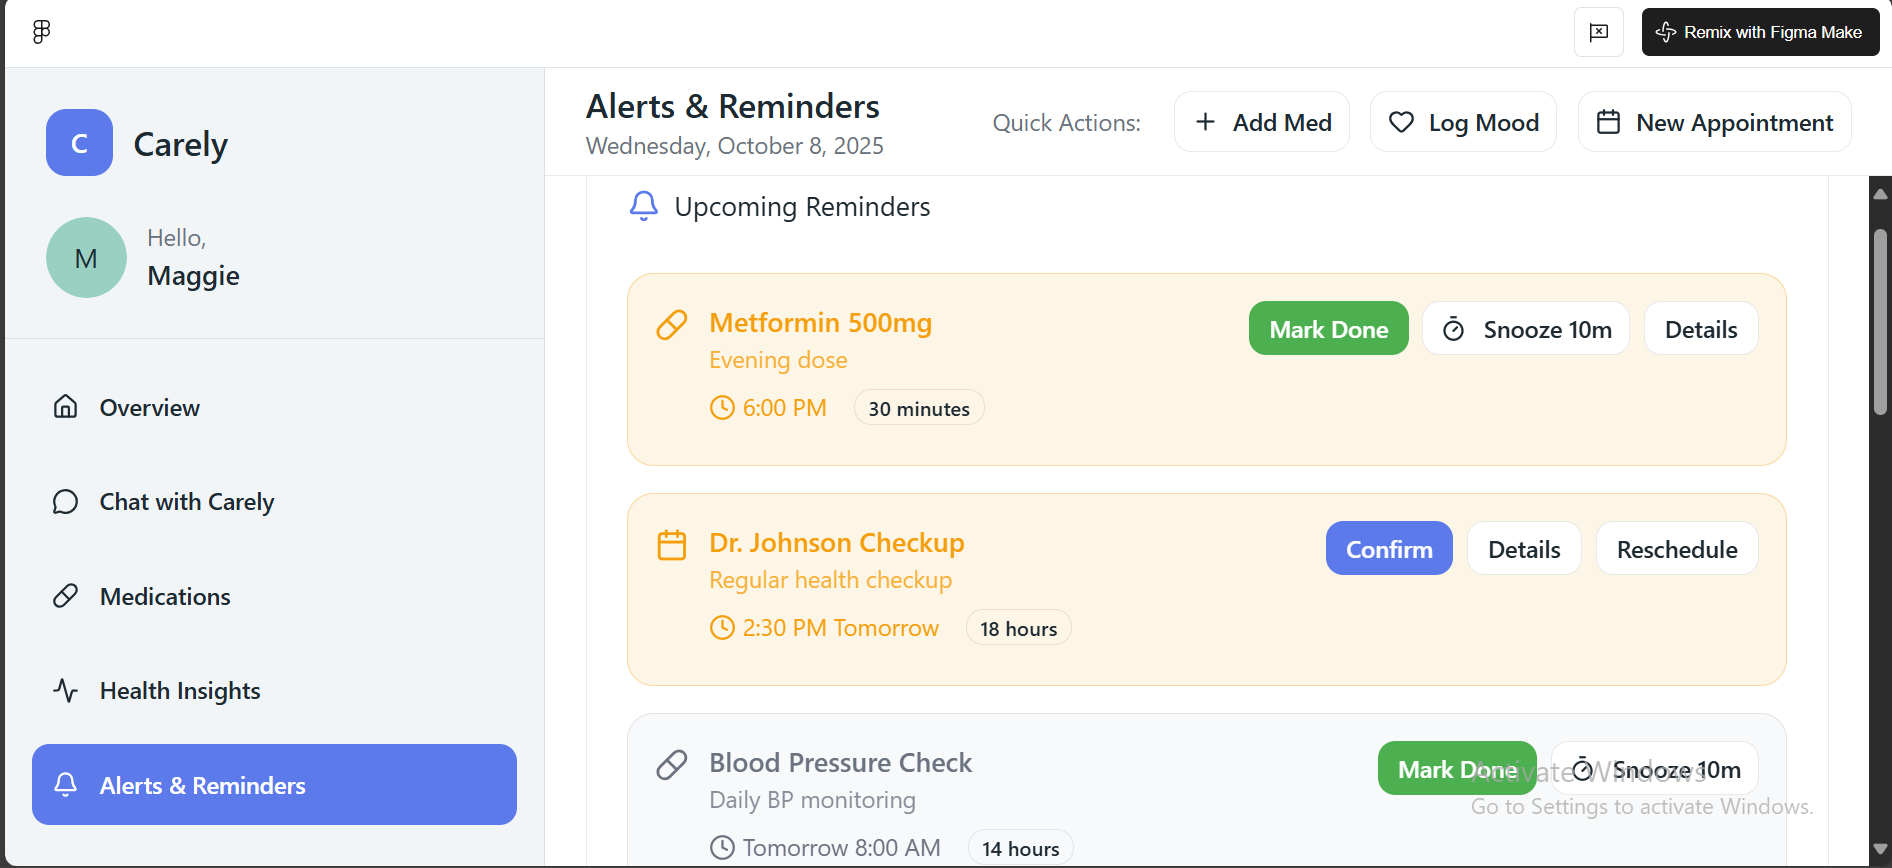 Remix with Figma Make
C
Carely
M
Hello,
Maggie
Overview
Chat with Carely
Medications
Health Insights
Alerts & Reminders
Alerts & Reminders
Wednesday, October 8, 2025
Quick Actions:
Add Med
Log Mood
New Appointment
Upcoming Reminders
Metformin 500mg
Evening dose
6:00 PM
30 minutes
Mark Done
Snooze 10m
Details
Dr. Johnson Checkup
Regular health checkup
2:30 PM Tomorrow
18 hours
Confirm
Details
Reschedule
Blood Pressure Check
Daily BP monitoring
Tomorrow 8:00 AM
14 hours
Mark Done
Snooze 10m
Activate Windows
Go to Settings to activate Windows.